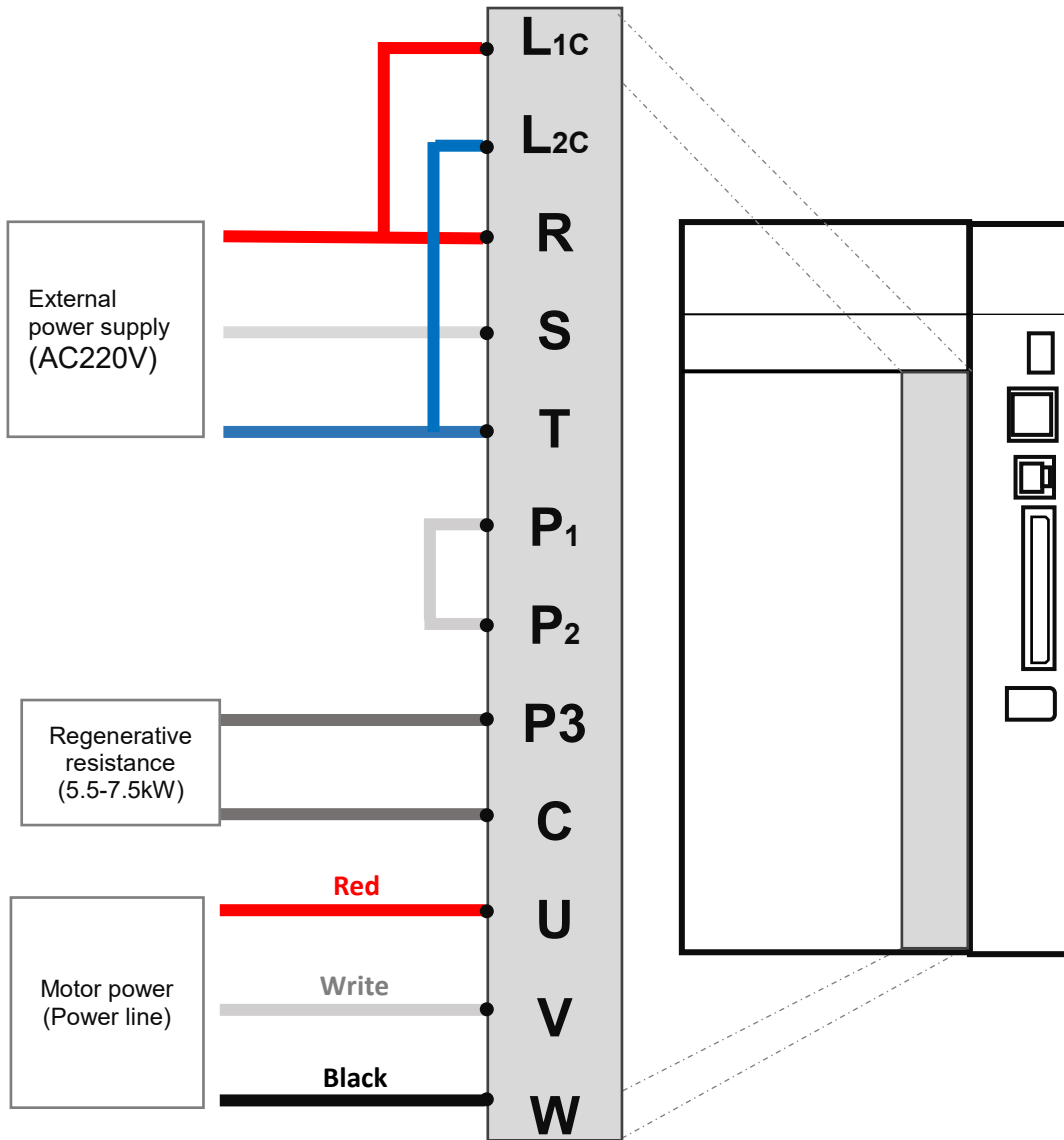 L1C
L2C
R
S
T
P1
P2
P3
C
U
V
W
External
power supply
(AC220V)
Regenerative
resistance
(5.5-7.5kW)
Motor power
(Power line)
Red
Write
Black